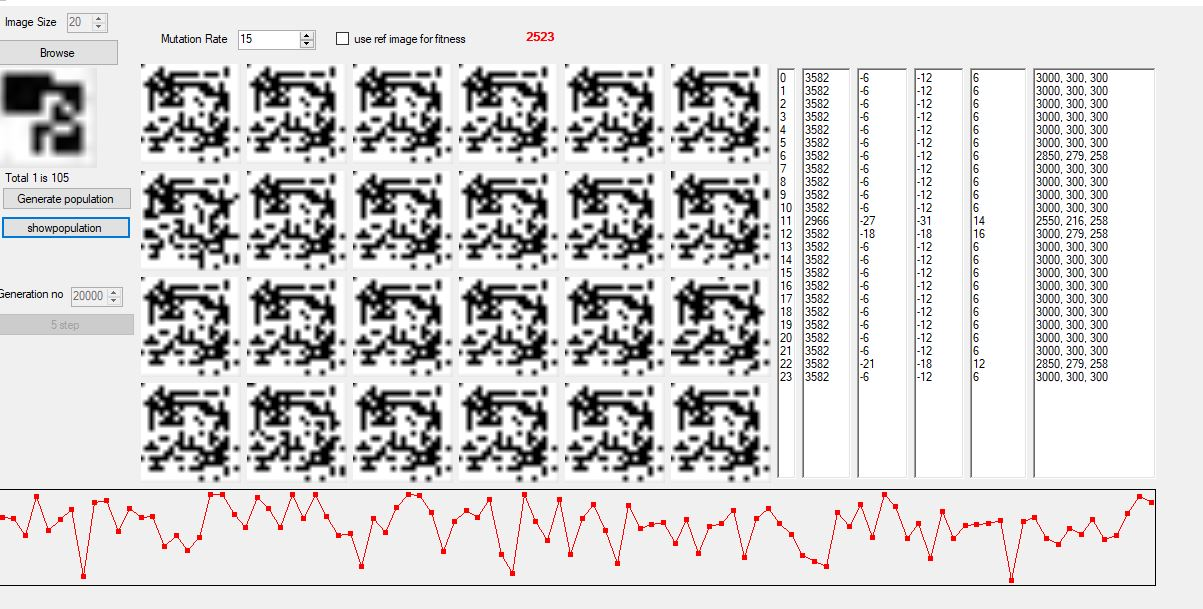 Image Size 20
Browse
Mutation Rate 15 use ref image for fitness 2523
Total 1 is 105
Generate population
showpopulation
Generation no 20000
5 step
0 3582 -6 -12 6 3000, 300, 300
1 3582 -6 -12 6 3000, 300, 300
2 3582 -6 -12 6 3000, 300, 300
3 3582 -6 -12 6 3000, 300, 300
4 3582 -6 -12 6 3000, 300, 300
5 3582 -6 -12 6 3000, 300, 300
6 3582 -6 -12 6 2850, 279, 258
7 3582 -6 -12 6 3000, 300, 300
8 3582 -6 -12 6 3000, 300, 300
9 3582 -6 -12 6 3000, 300, 300
10 3582 -6 -12 6 3000, 300, 300
11 2966 -27 -31 14 2550, 216, 258
12 3582 -18 -18 16 3000, 279, 258
13 3582 -6 -12 6 3000, 300, 300
14 3582 -6 -12 6 3000, 300, 300
15 3582 -6 -12 6 3000, 300, 300
16 3582 -6 -12 6 3000, 300, 300
17 3582 -6 -12 6 3000, 300, 300
18 3582 -6 -12 6 3000, 300, 300
19 3582 -6 -12 6 3000, 300, 300
20 3582 -6 -12 6 3000, 300, 300
21 3582 -6 -12 6 3000, 300, 300
22 3582 -21 -18 12 2850, 279, 258
23 3582 -6 -12 6 3000, 300, 300